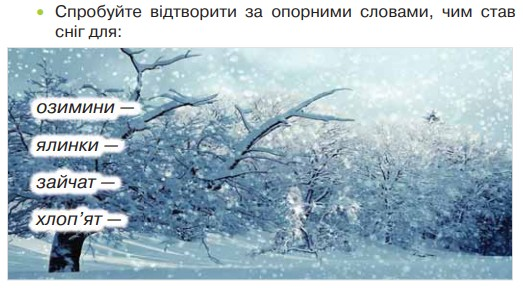 • Спробуйте відтворити за опорними словами, чим став
сніг для:
озимини —
ялинки —
зайчат —
хлоп’ят —